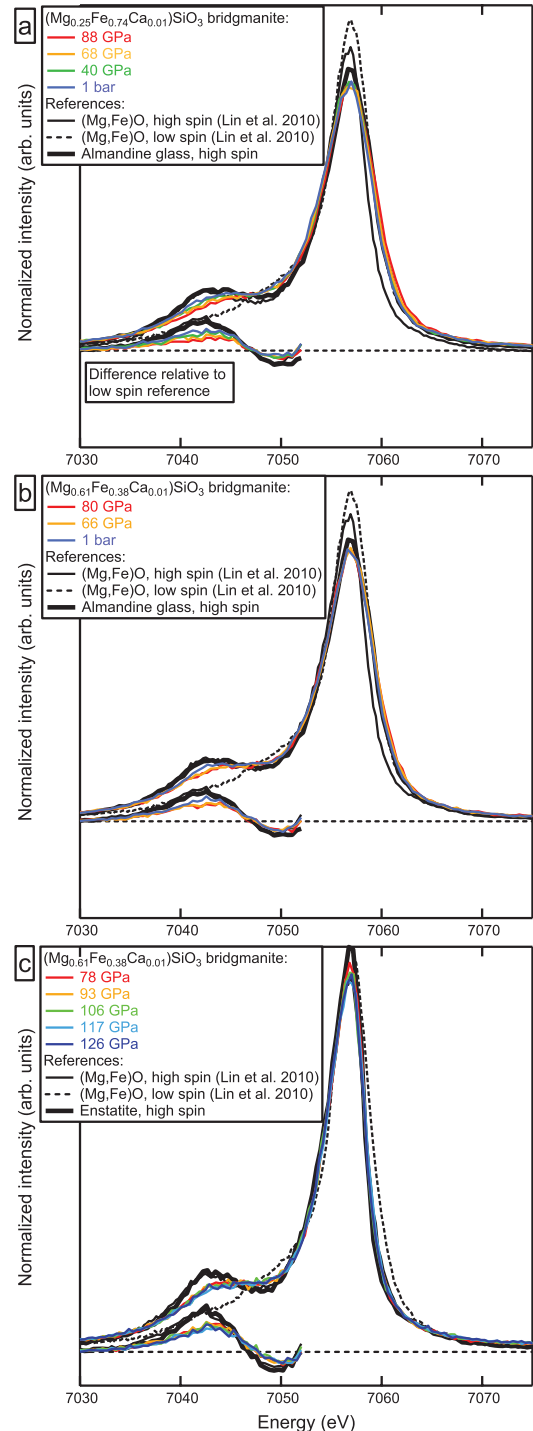 a
(Mg0.25Fe0.74Ca0.01)SiO3 bridgmanite:
88 GPa
68 GPa
40 GPa
1 bar
References:
(Mg,Fe)O, high spin (Lin et al. 2010)
(Mg,Fe)O, low spin (Lin et al. 2010)
Almandine glass, high spin
Normalized intensity (arb. units)
Difference relative to
low spin reference
7030 7040 7050 7060 7070
b
(Mg0.61Fe0.38Ca0.01)SiO3 bridgmanite:
80 GPa
66 GPa
1 bar
References:
(Mg,Fe)O, high spin (Lin et al. 2010)
(Mg,Fe)O, low spin (Lin et al. 2010)
Almandine glass, high spin
Normalized intensity (arb. units)
7030 7040 7050 7060 7070
c
(Mg0.61Fe0.38Ca0.01)SiO3 bridgmanite:
78 GPa
93 GPa
106 GPa
117 GPa
126 GPa
References:
(Mg,Fe)O, high spin (Lin et al. 2010)
(Mg,Fe)O, low spin (Lin et al. 2010)
Enstatite, high spin
Normalized intensity (arb. units)
7030 7040 7050 7060 7070
Energy (eV)